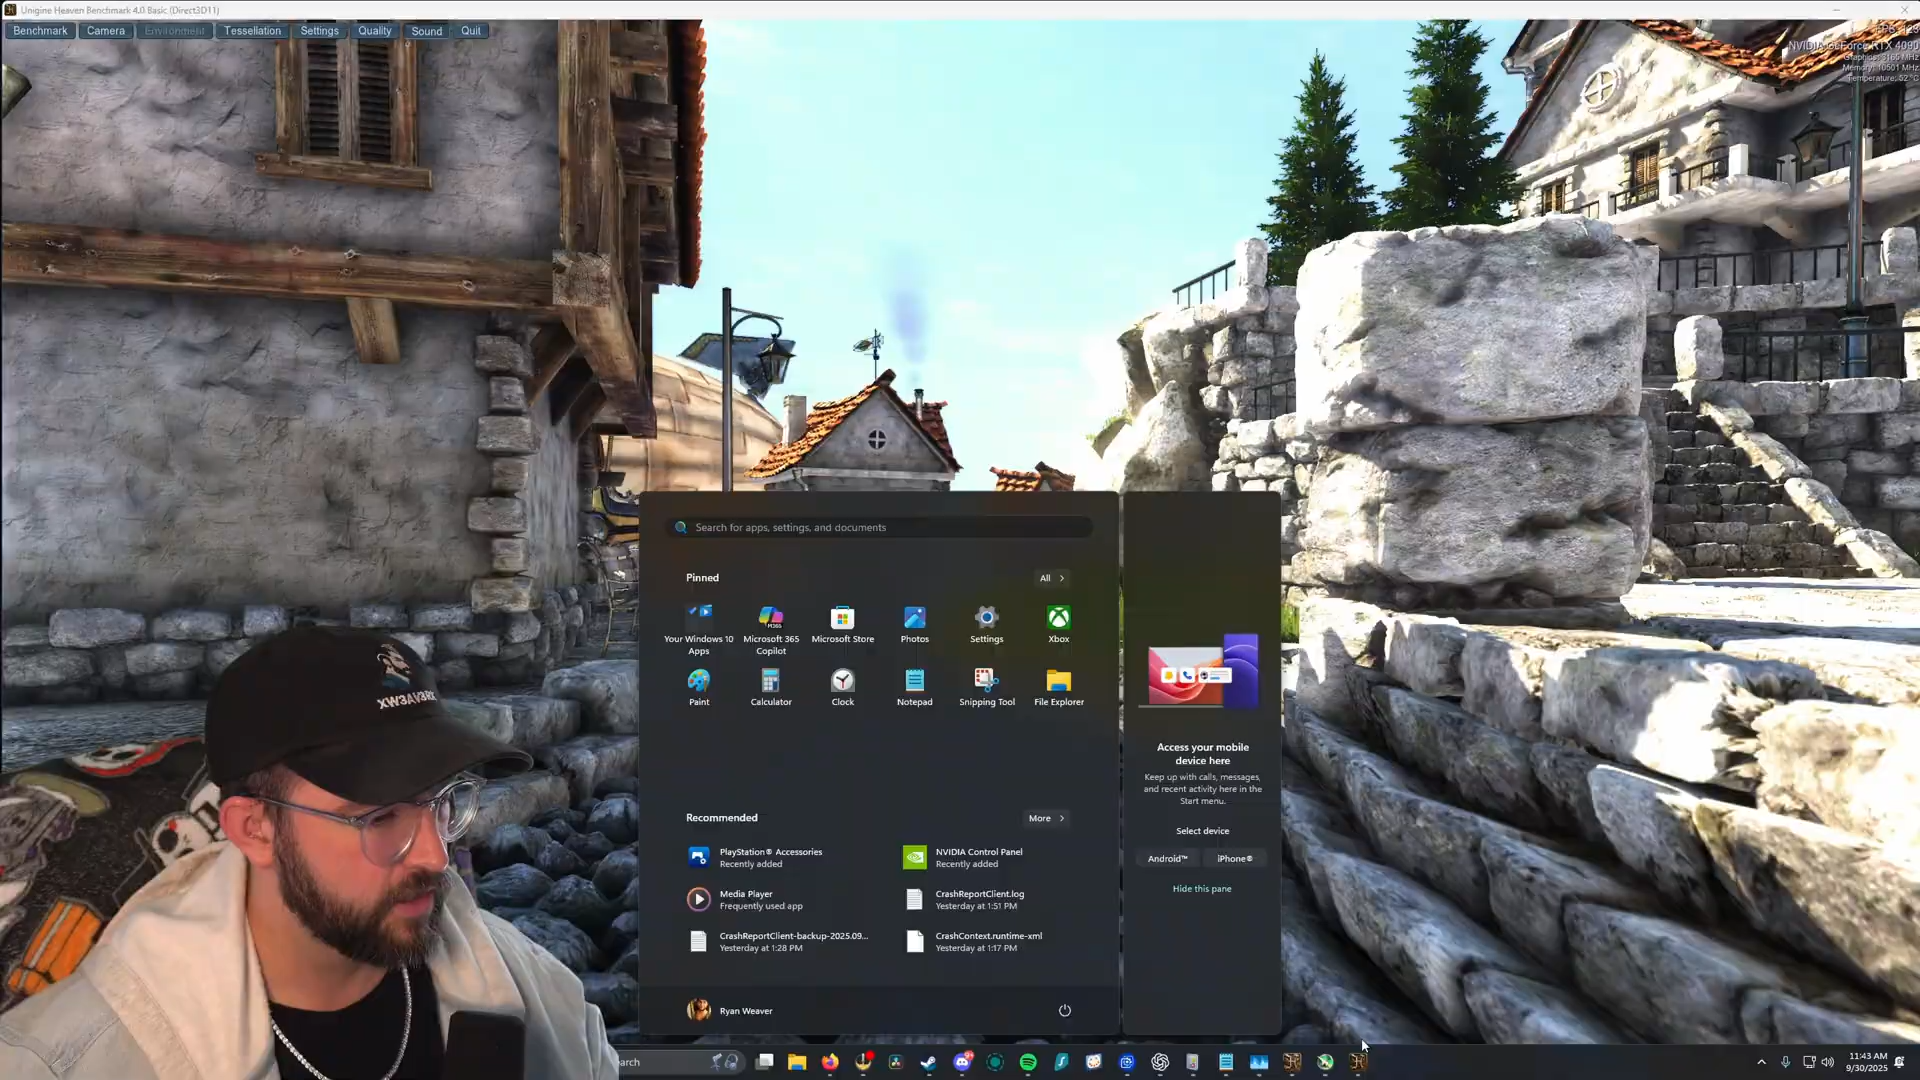 Unigine Heaven Benchmark 4.0 Basic (Direct3D11)
Benchmark
Camera
Environment
Tessellation
Settings
Quality
Sound
Quit
NVIDIA GeForce RTX 4090
Memory: 10501 MHz
Temperature: 52 °C
Search for apps, settings, and documents
Pinned
All
Your Windows 10
Apps
Microsoft 365
Copilot
Microsoft Store
Photos
Settings
Xbox
Paint
Calculator
Clock
Notepad
Snipping Tool
File Explorer
Access your mobile
device here
Keep up with calls, messages,
and recent activity here in the
Start menu.
Select device
Android™
iPhone®
Hide this pane
Recommended
More
PlayStation® Accessories
Recently added
NVIDIA Control Panel
Recently added
Media Player
Frequently used app
CrashReportClient.log
Yesterday at 1:51 PM
CrashReportClient-backup-2025.09...
Yesterday at 1:28 PM
CrashContext.runtime-xml
Yesterday at 1:17 PM
Ryan Weaver
XW3AV3RX
earch
11:43 AM
9/30/2025